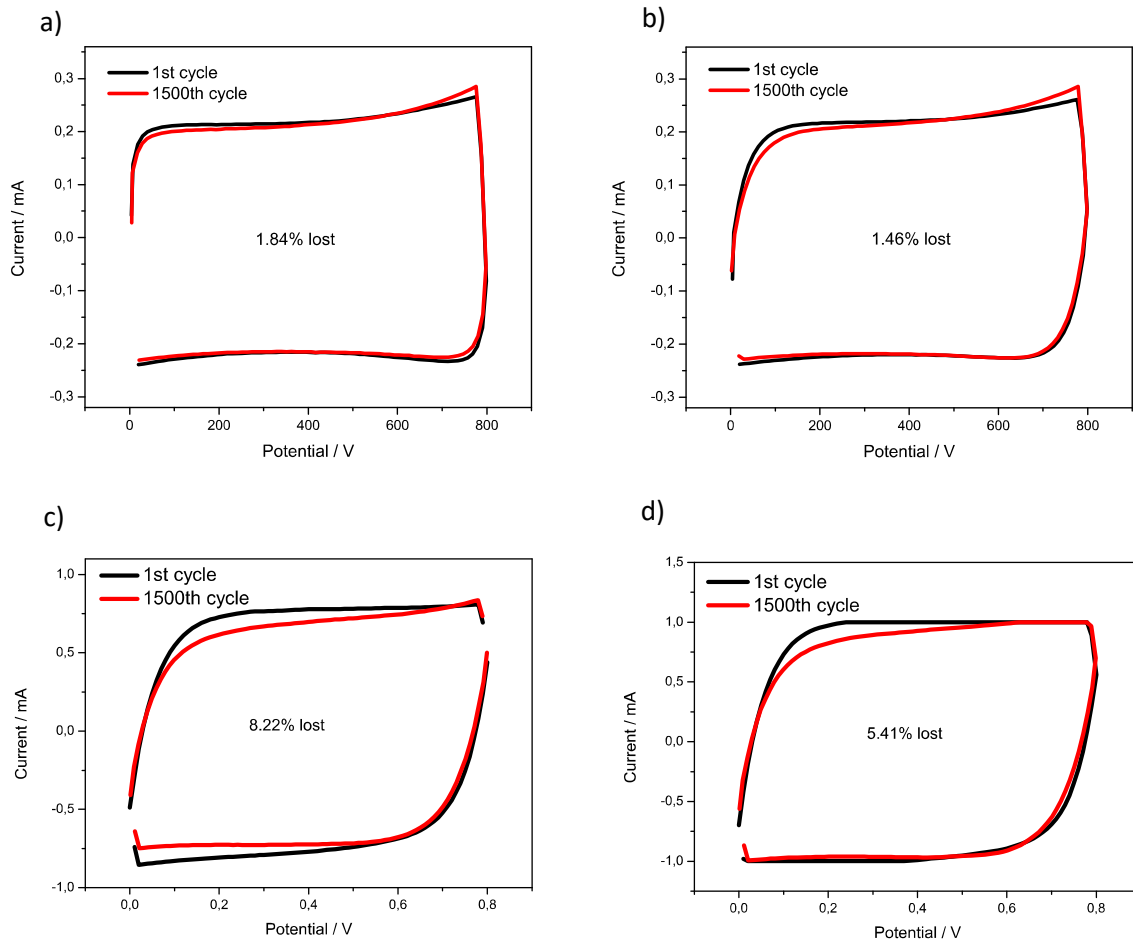 a)
1st cycle
1500th cycle
0,3
0,2
0,1
0,0
-0,1
-0,2
-0,3
Current / mA
1.84% lost
0
200
400
600
800
Potential / V
b)
1st cycle
1500th cycle
0,3
0,2
0,1
0,0
-0,1
-0,2
-0,3
Current / mA
1.46% lost
0
200
400
600
800
Potential / V
c)
1st cycle
1500th cycle
1,0
0,5
0,0
-0,5
-1,0
Current / mA
8.22% lost
0,0
0,2
0,4
0,6
0,8
Potential / V
d)
1st cycle
1500th cycle
1,5
1,0
0,5
0,0
-0,5
-1,0
Current / mA
5.41% lost
0,0
0,2
0,4
0,6
0,8
Potential / V